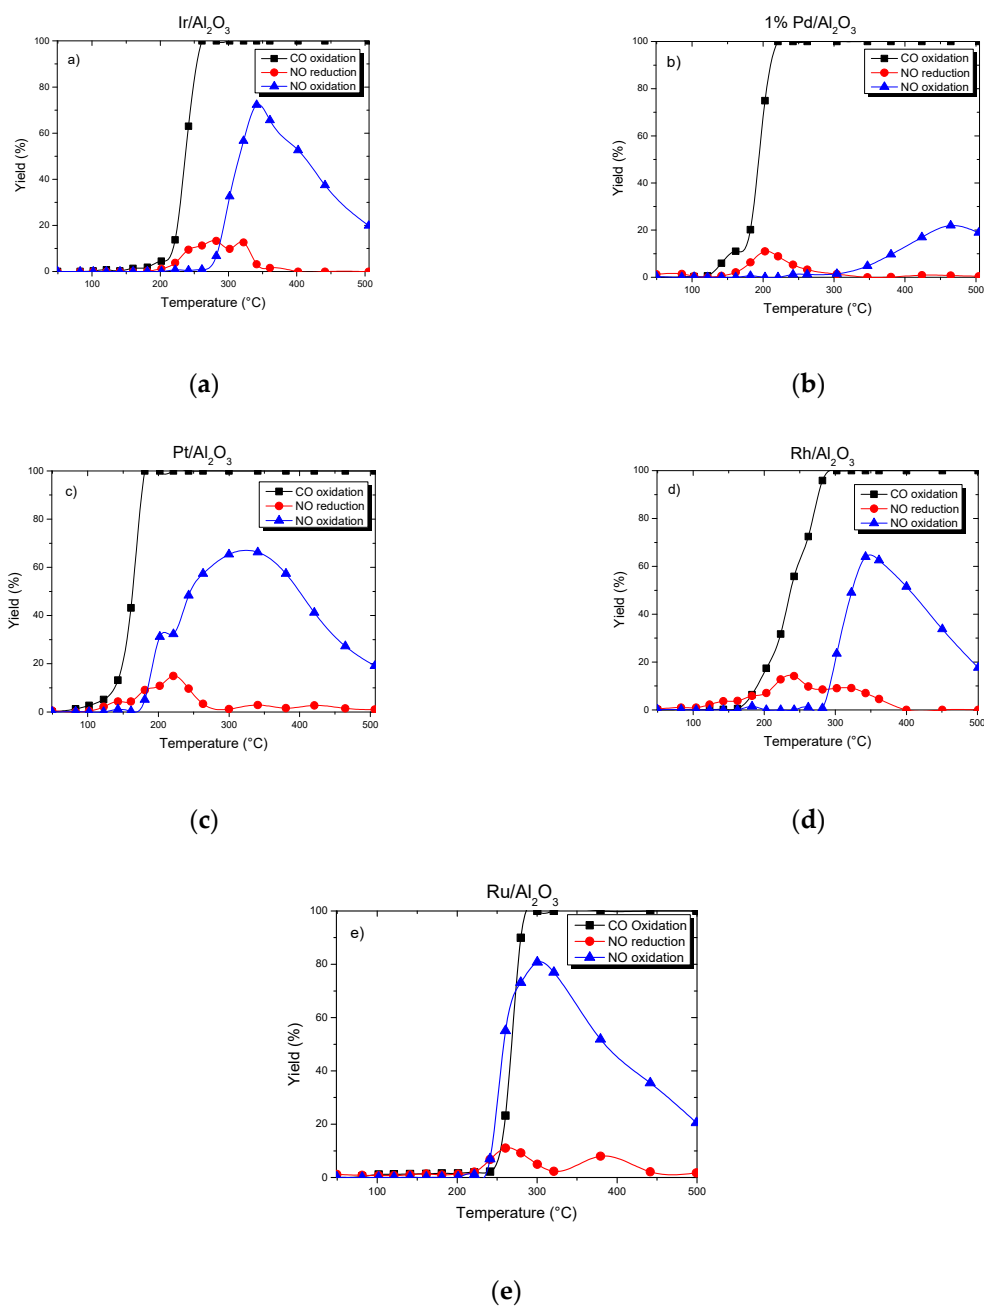 Ir/Al₂O₃
a)
CO oxidation
NO reduction
NO oxidation
Yield (%)
100
80
60
40
20
0
100 200 300 400 500
Temperature (°C)
(a)
1% Pd/Al₂O₃
b)
CO oxidation
NO reduction
NO oxidation
Yield (%)
100
80
60
40
20
0
100 200 300 400 500
Temperature (°C)
(b)
Pt/Al₂O₃
c)
CO oxidation
NO reduction
NO oxidation
Yield (%)
100
80
60
40
20
0
100 200 300 400 500
Temperature (°C)
(c)
Rh/Al₂O₃
d)
CO oxidation
NO reduction
NO oxidation
Yield (%)
100
80
60
40
20
0
100 200 300 400 500
Temperature (°C)
(d)
Ru/Al₂O₃
e)
CO Oxidation
NO reduction
NO oxidation
Yield (%)
100
80
60
40
20
0
100 200 300 400 500
Temperature (°C)
(e)